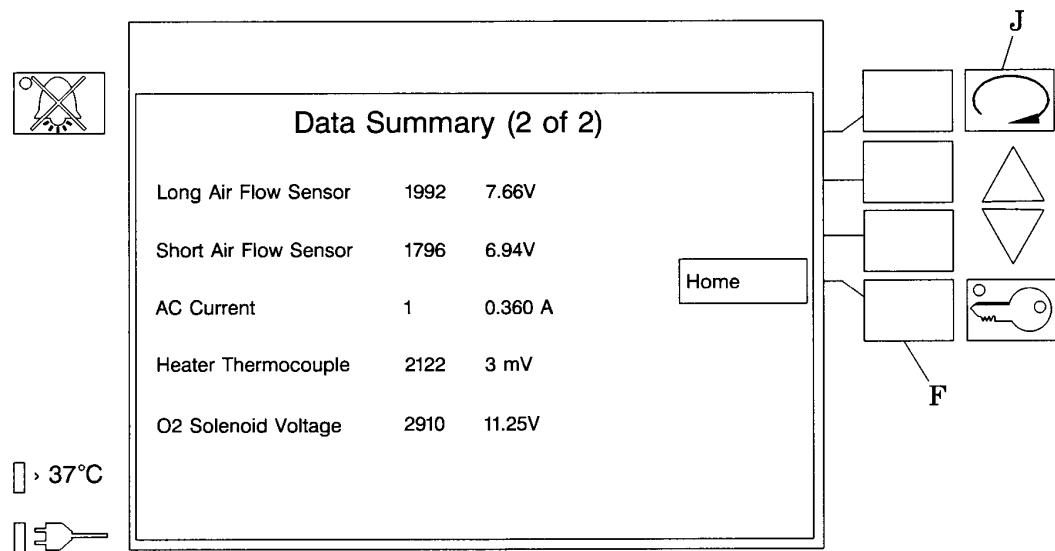 J
Data Summary (2 of 2)
Long Air Flow Sensor 1992 7.66V
Short Air Flow Sensor 1796 6.94V
Home
AC Current 1 0.360 A
Heater Thermocouple 2122 3 mV
F
O2 Solenoid Voltage 2910 11.25V
› 37°C